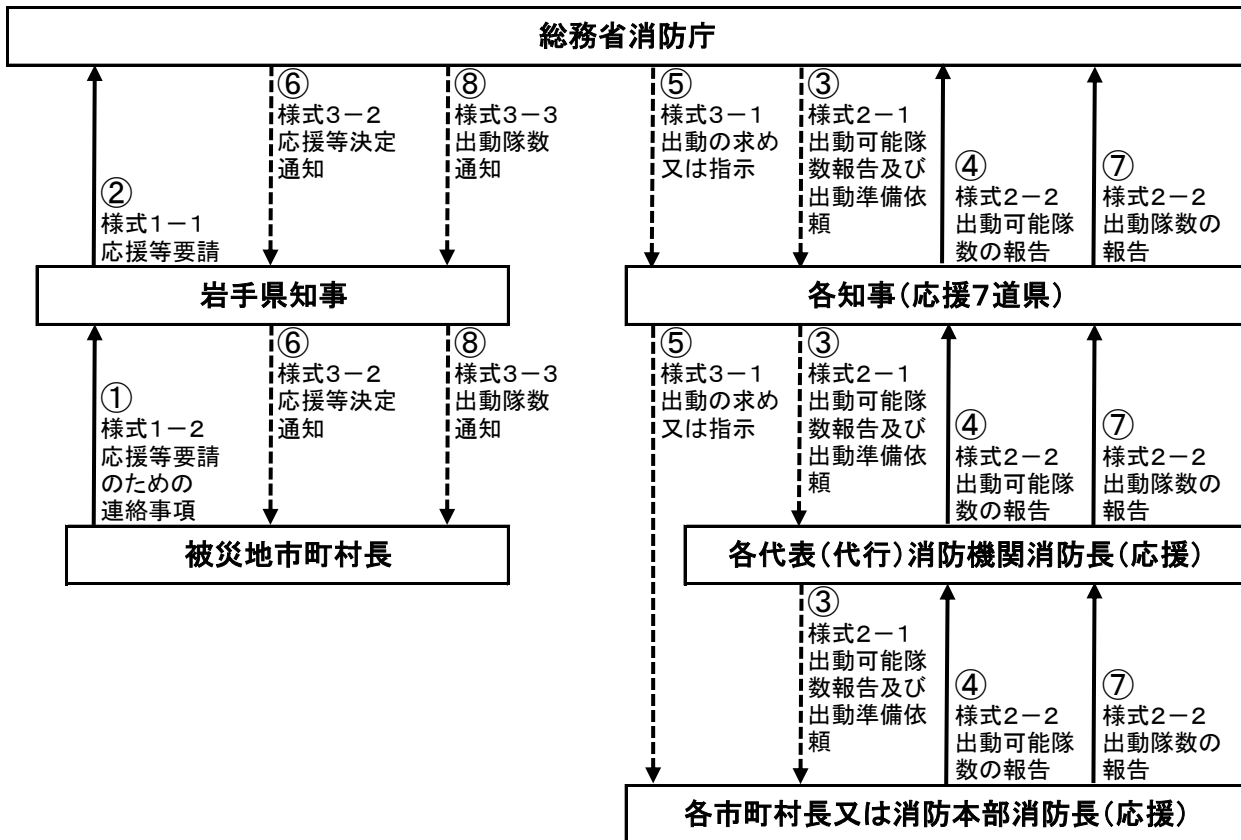 総務省消防庁
②
様式1-1
応援等要請
⑥
様式3-2
応援等決定
通知
⑧
様式3-3
出動隊数
通知
⑤
様式3-1
出動の求め
又は指示
③
様式2-1
出動可能隊
数報告及び
出動準備依
頼
④
様式2-2
出動可能隊
数の報告
⑦
様式2-2
出動隊数の
報告
岩手県知事
各知事(応援7道県)
①
様式1-2
応援等要請
のための
連絡事項
⑥
様式3-2
応援等決定
通知
⑧
様式3-3
出動隊数
通知
⑤
様式3-1
出動の求め
又は指示
③
様式2-1
出動可能隊
数報告及び
出動準備依
頼
④
様式2-2
出動可能隊
数の報告
⑦
様式2-2
出動隊数の
報告
被災地市町村長
各代表(代行)消防機関消防長(応援)
③
様式2-1
出動可能隊
数報告及び
出動準備依
頼
④
様式2-2
出動可能隊
数の報告
⑦
様式2-2
出動隊数の
報告
各市町村長又は消防本部消防長(応援)